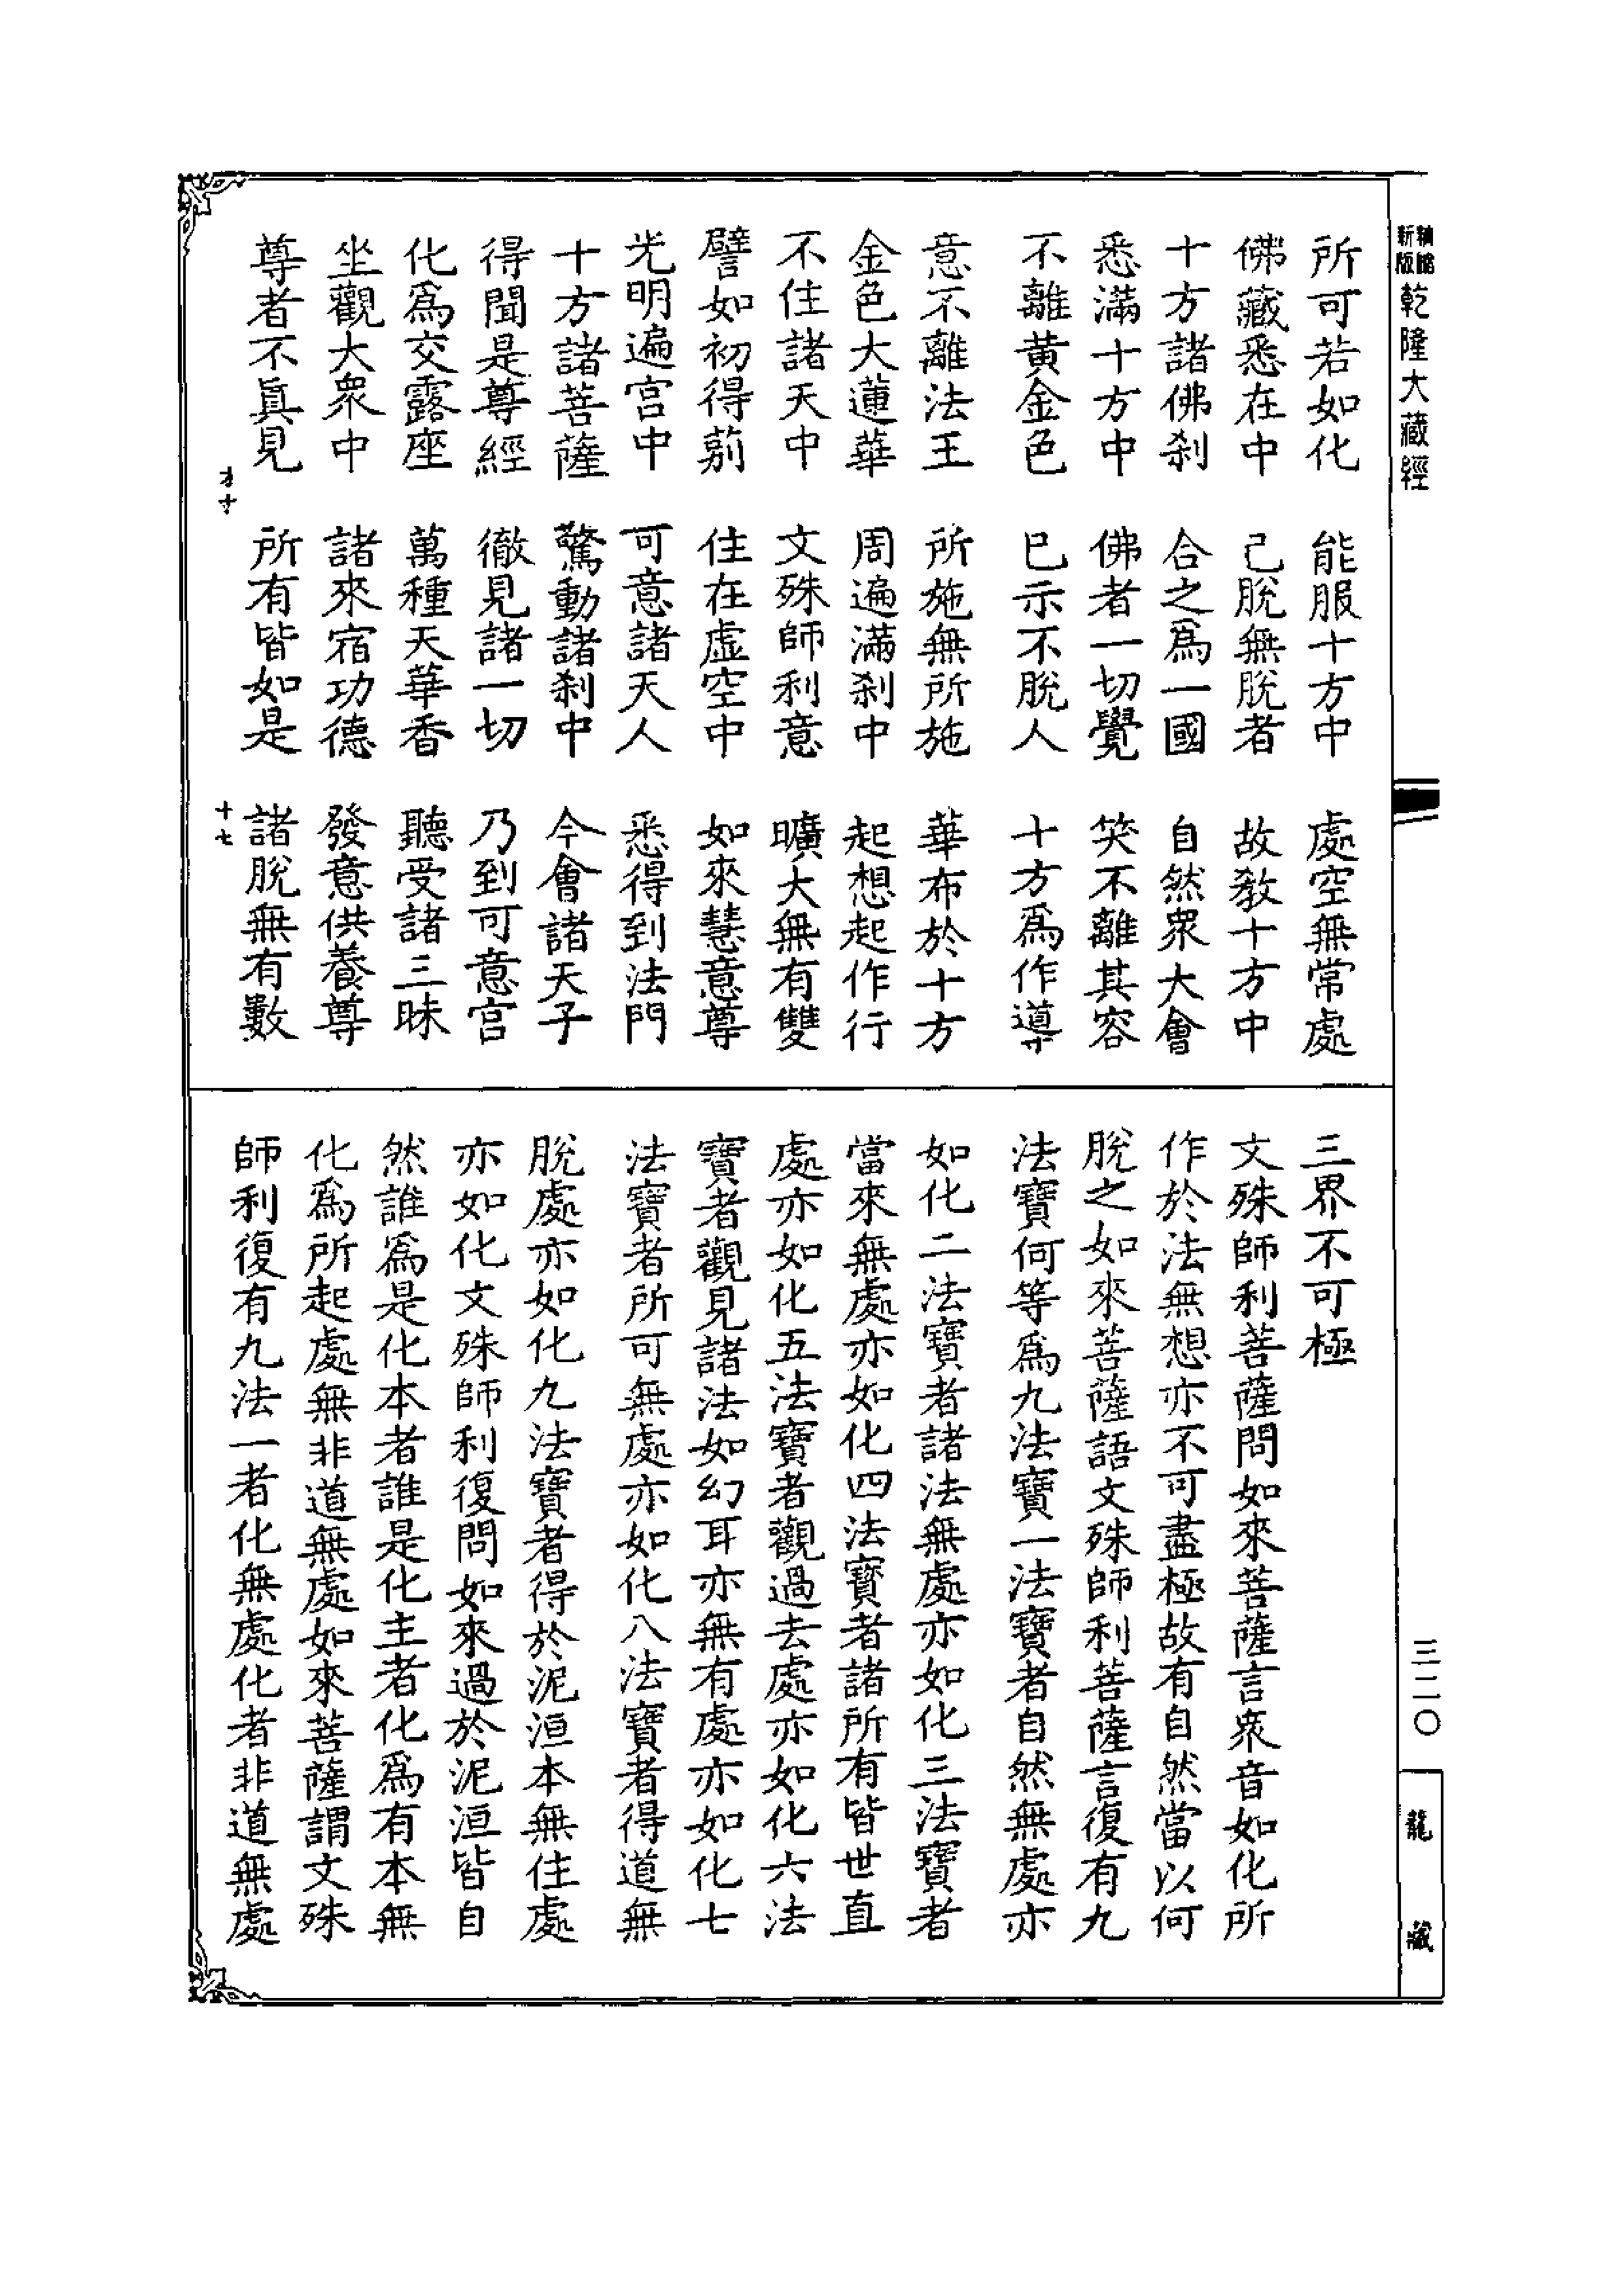 所可若如化　能服十方中　處空無常處
佛藏悉在中　己脫無脫者　故敎十方中
十方諸佛刹　合之爲一國　自然衆大會
悉滿十方中　佛者一切覺　笑不離其容
不離黃金色　巳示不脫人　十方爲作導
意不離法王　所施無所施　華布於十方
金色大蓮華　周遍滿刹中　起想起作行
不住諸天中　文殊師利意　曠大無有雙
譬如初得莂　住在虛空中　如來慧意尊
光明遍宮中　可意諸天人　悉得到法門
十方諸菩薩　驚動諸刹中　今會諸天子
得聞是尊經　徹見諸一切　乃到可意宮
化爲交露座　萬種天華香　聽受諸三昧
坐觀大衆中　諸來宿功德　發意供養尊
尊者不眞見　所有皆如是　諸脫無有數
十七
三界不可極
文殊師利菩薩問如來菩薩言衆音如化所
作於法無想亦不可盡極故有自然當以何
脫之如來菩薩語文殊師利菩薩言復有九
法寶何等爲九法寶一法寶者自然無處亦
如化二法寶者諸法無處亦如化三法寶者
當來無處亦如化四法寶者諸所有皆世直
處亦如化五法寶者觀過去處亦如化六法
寶者觀見諸法如幻耳亦無有處亦如化七
法寶者所可無處亦如化八法寶者得道無
脫處亦如化九法寶者得於泥洹本無住處
亦如化文殊師利復問如來過於泥洹皆自
然誰爲是化本者誰是化主者化爲有本無
化爲所起處無非道無處如來菩薩謂文殊
師利復有九法一者化無處化者非道無處
新版
乾隆大藏經
三二〇
龍藏